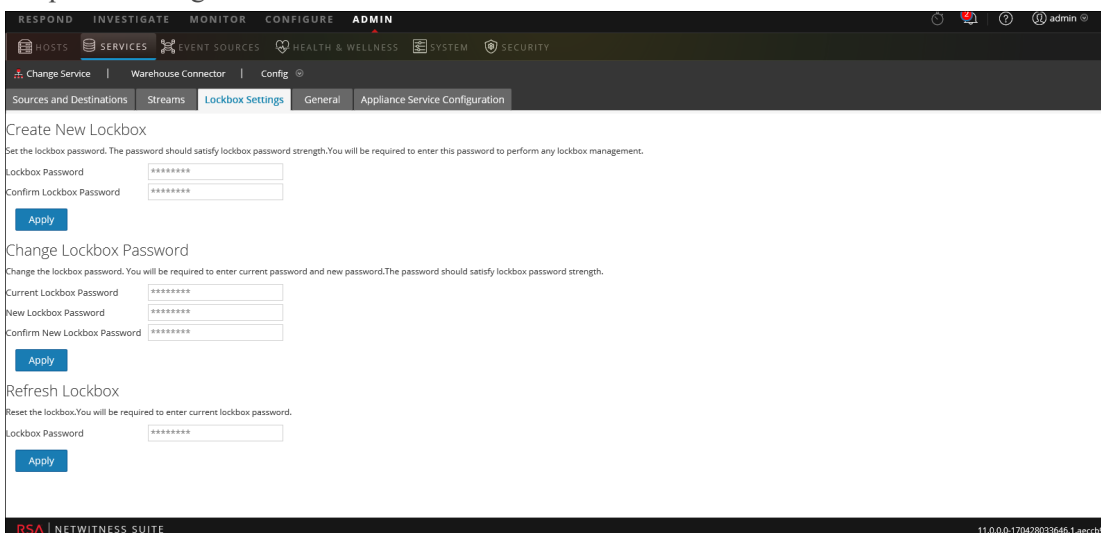 RESPOND INVESTIGATE MONITOR CONFIGURE ADMIN 2 ? admin
HOSTS SERVICES EVENT SOURCES HEALTH & WELLNESS SYSTEM SECURITY
Change Service | Warehouse Connector | Config
Sources and Destinations Streams Lockbox Settings General Appliance Service Configuration
Create New Lockbox
Set the lockbox password. The password should satisfy lockbox password strength.You will be required to enter this password to perform any lockbox management.
Lockbox Password ********
Confirm Lockbox Password ********
Apply
Change Lockbox Password
Change the lockbox password. You will be required to enter current password and new password.The password should satisfy lockbox password strength.
Current Lockbox Password ********
New Lockbox Password ********
Confirm New Lockbox Password ********
Apply
Refresh Lockbox
Reset the lockbox.You will be required to enter current lockbox password.
Lockbox Password ********
Apply
RSA | NETWITNESS SUITE